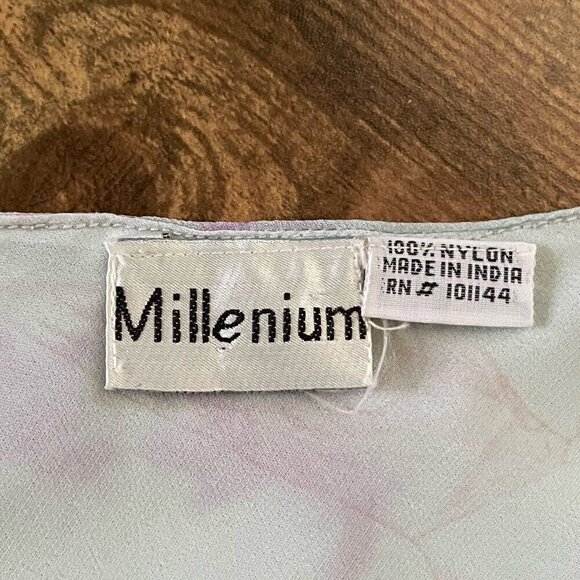 Millenium
100% NYLON
MADE IN INDIA
RN # 101144